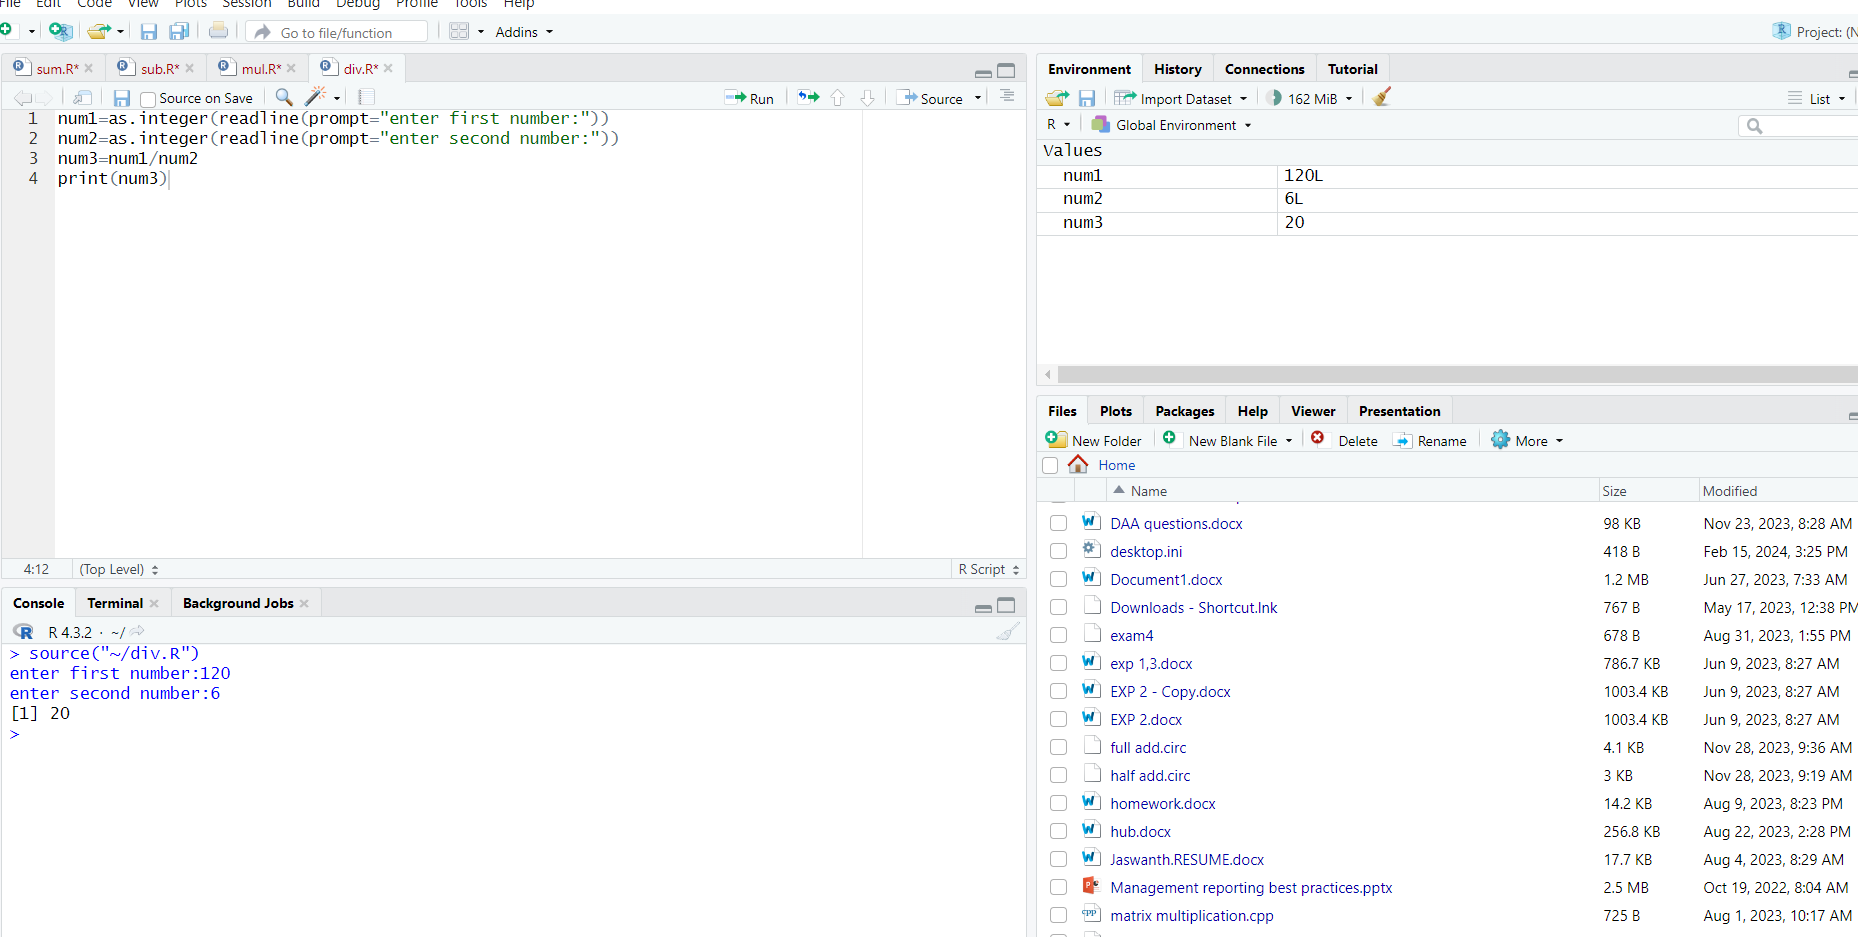 File Edit Code View Plots Session Build Debug Profile Tools Help
Go to file/function Addins Project: (N
sum.R* sub.R* mul.R* div.R*
Source on Save Run Source
1 num1=as.integer(readline(prompt="enter first number:"))
2 num2=as.integer(readline(prompt="enter second number:"))
3 num3=num1/num2
4 print(num3)
4:12 (Top Level) R Script
Console Terminal Background Jobs
R 4.3.2 · ~/
> source("~/div.R")
enter first number:120
enter second number:6
[1] 20
>
Environment History Connections Tutorial
Import Dataset 162 MiB List
R Global Environment
Values
num1 120L
num2 6L
num3 20
Files Plots Packages Help Viewer Presentation
New Folder New Blank File Delete Rename More
Home
Name Size Modified
DAA questions.docx 98 KB Nov 23, 2023, 8:28 AM
desktop.ini 418 B Feb 15, 2024, 3:25 PM
Document1.docx 1.2 MB Jun 27, 2023, 7:33 AM
Downloads - Shortcut.lnk 767 B May 17, 2023, 12:38 PM
exam4 678 B Aug 31, 2023, 1:55 PM
exp 1,3.docx 786.7 KB Jun 9, 2023, 8:27 AM
EXP 2 - Copy.docx 1003.4 KB Jun 9, 2023, 8:27 AM
EXP 2.docx 1003.4 KB Jun 9, 2023, 8:27 AM
full add.circ 4.1 KB Nov 28, 2023, 9:36 AM
half add.circ 3 KB Nov 28, 2023, 9:19 AM
homework.docx 14.2 KB Aug 9, 2023, 8:23 PM
hub.docx 256.8 KB Aug 22, 2023, 2:28 PM
Jaswanth.RESUME.docx 17.7 KB Aug 4, 2023, 8:29 AM
Management reporting best practices.pptx 2.5 MB Oct 19, 2022, 8:04 AM
matrix multiplication.cpp 725 B Aug 1, 2023, 10:17 AM